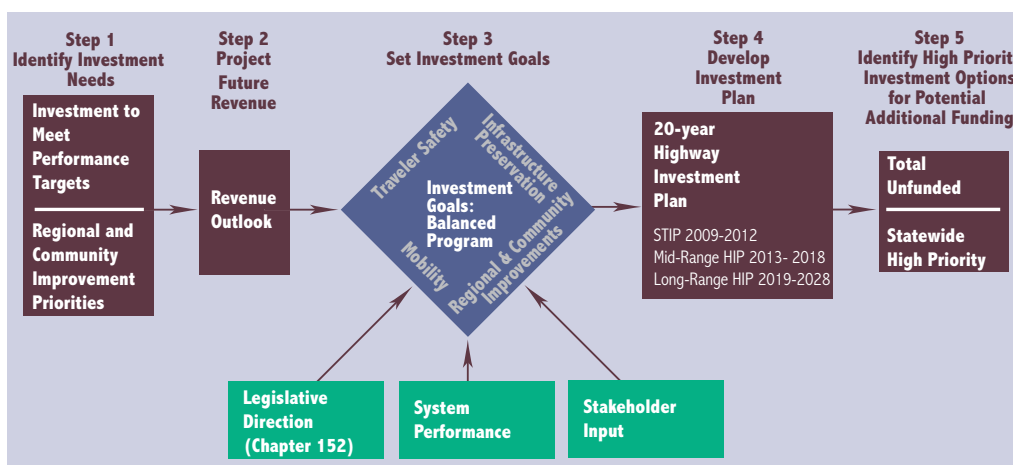 Step 1
Identify Investment
Needs
Investment to
Meet
Performance
Targets
Regional and
Community
Improvement
Priorities
Step 2
Project
Future
Revenue
Revenue
Outlook
Step 3
Set Investment Goals
Traveler Safety
Infrastructure
Preservation
Investment
Goals:
Balanced
Program
Mobility
Regional & Community
Improvements
Legislative
Direction
(Chapter 152)
System
Performance
Stakeholder
Input
Step 4
Develop
Investment
Plan
20-year
Highway
Investment
Plan
STIP 2009-2012
Mid-Range HIP 2013- 2018
Long-Range HIP 2019-2028
Step 5
Identify High Priorit
Investment Options
for Potential
Additional Funding
Total
Unfunded
Statewide
High Priority